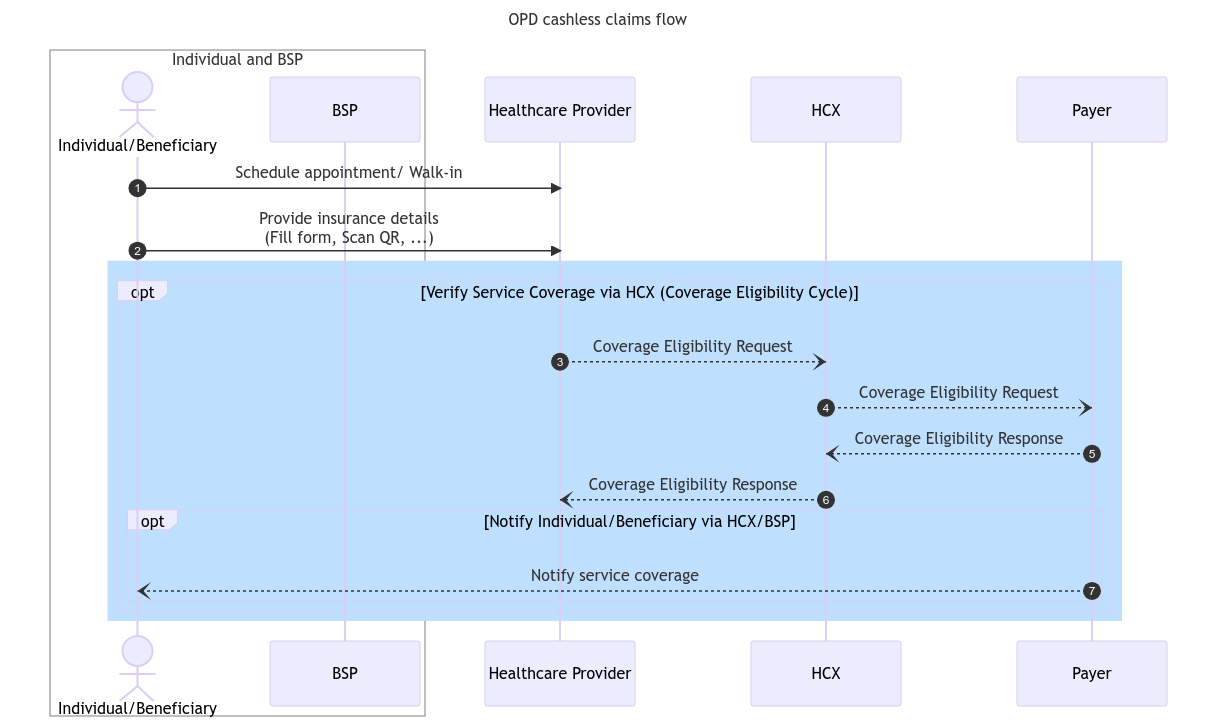 OPD cashless claims flow
Individual and BSP
Individual/Beneficiary
BSP
Healthcare Provider
HCX
Payer
Schedule appointment/ Walk-in
1
Provide insurance details
(Fill form, Scan QR, ...)
2
opt
[Verify Service Coverage via HCX (Coverage Eligibility Cycle)]
Coverage Eligibility Request
3
Coverage Eligibility Request
4
Coverage Eligibility Response
5
Coverage Eligibility Response
6
opt
[Notify Individual/Beneficiary via HCX/BSP]
Notify service coverage
7
Individual/Beneficiary
BSP
Healthcare Provider
HCX
Payer